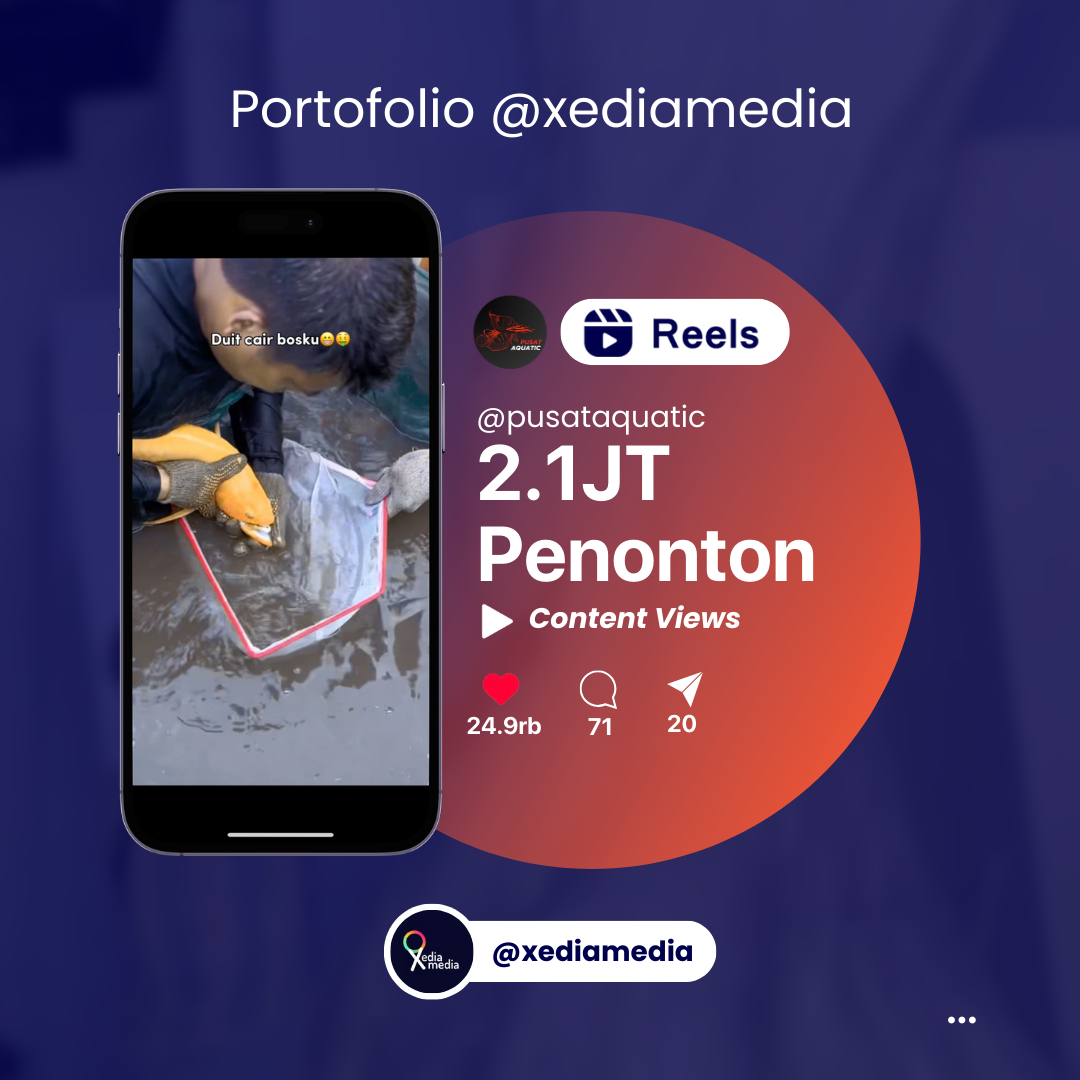 Portofolio @xediamedia
Duit cair bosku😁🤑
PUSAT
AQUATIC
Reels
@pusataquatic
2.1JT
Penonton
Content Views
24.9rb
71
20
Xedia
media
@xediamedia